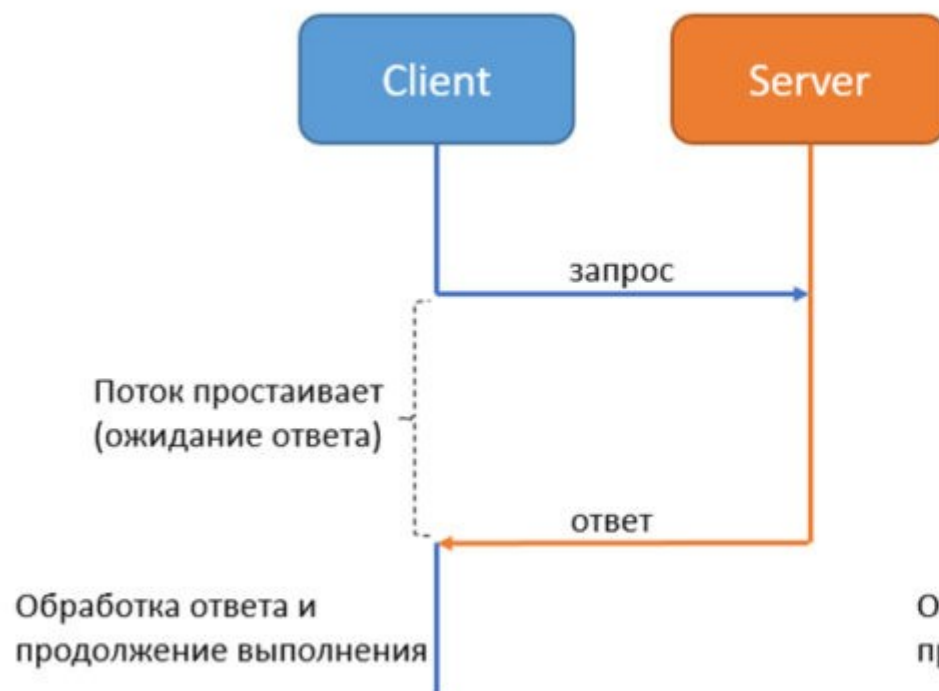 Client
Server
запрос
Поток простаивает
(ожидание ответа)
ответ
Обработка ответа и
продолжение выполнения